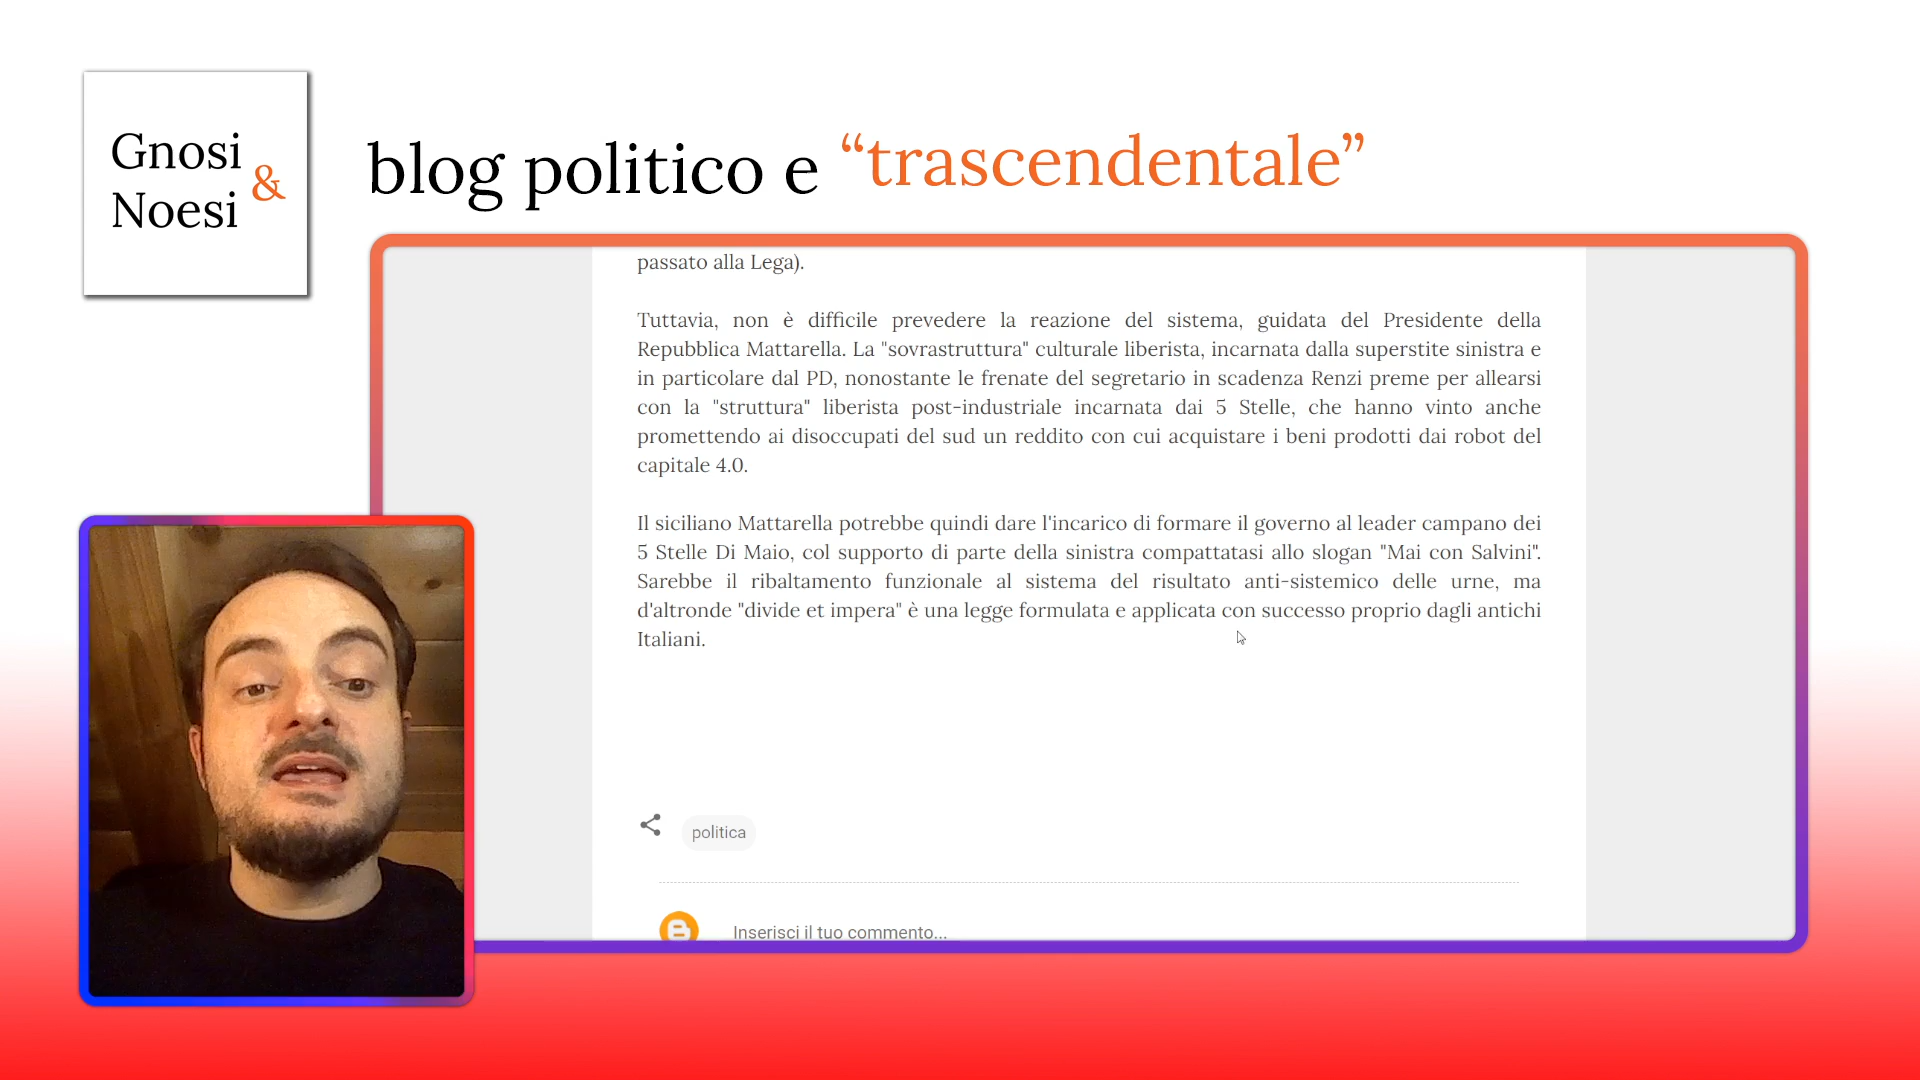 Gnosi
&
Noesi
blog politico e “trascendentale”
passato alla Lega).
Tuttavia, non è difficile prevedere la reazione del sistema, guidata del Presidente della
Repubblica Mattarella. La "sovrastruttura" culturale liberista, incarnata dalla superstite sinistra e
in particolare dal PD, nonostante le frenate del segretario in scadenza Renzi preme per allearsi
con la "struttura" liberista post-industriale incarnata dai 5 Stelle, che hanno vinto anche
promettendo ai disoccupati del sud un reddito con cui acquistare i beni prodotti dai robot del
capitale 4.0.
Il siciliano Mattarella potrebbe quindi dare l'incarico di formare il governo al leader campano dei
5 Stelle Di Maio, col supporto di parte della sinistra compattatasi allo slogan "Mai con Salvini".
Sarebbe il ribaltamento funzionale al sistema del risultato anti-sistemico delle urne, ma
d'altronde "divide et impera" è una legge formulata e applicata con successo proprio dagli antichi
Italiani.
politica
Inserisci il tuo commento...